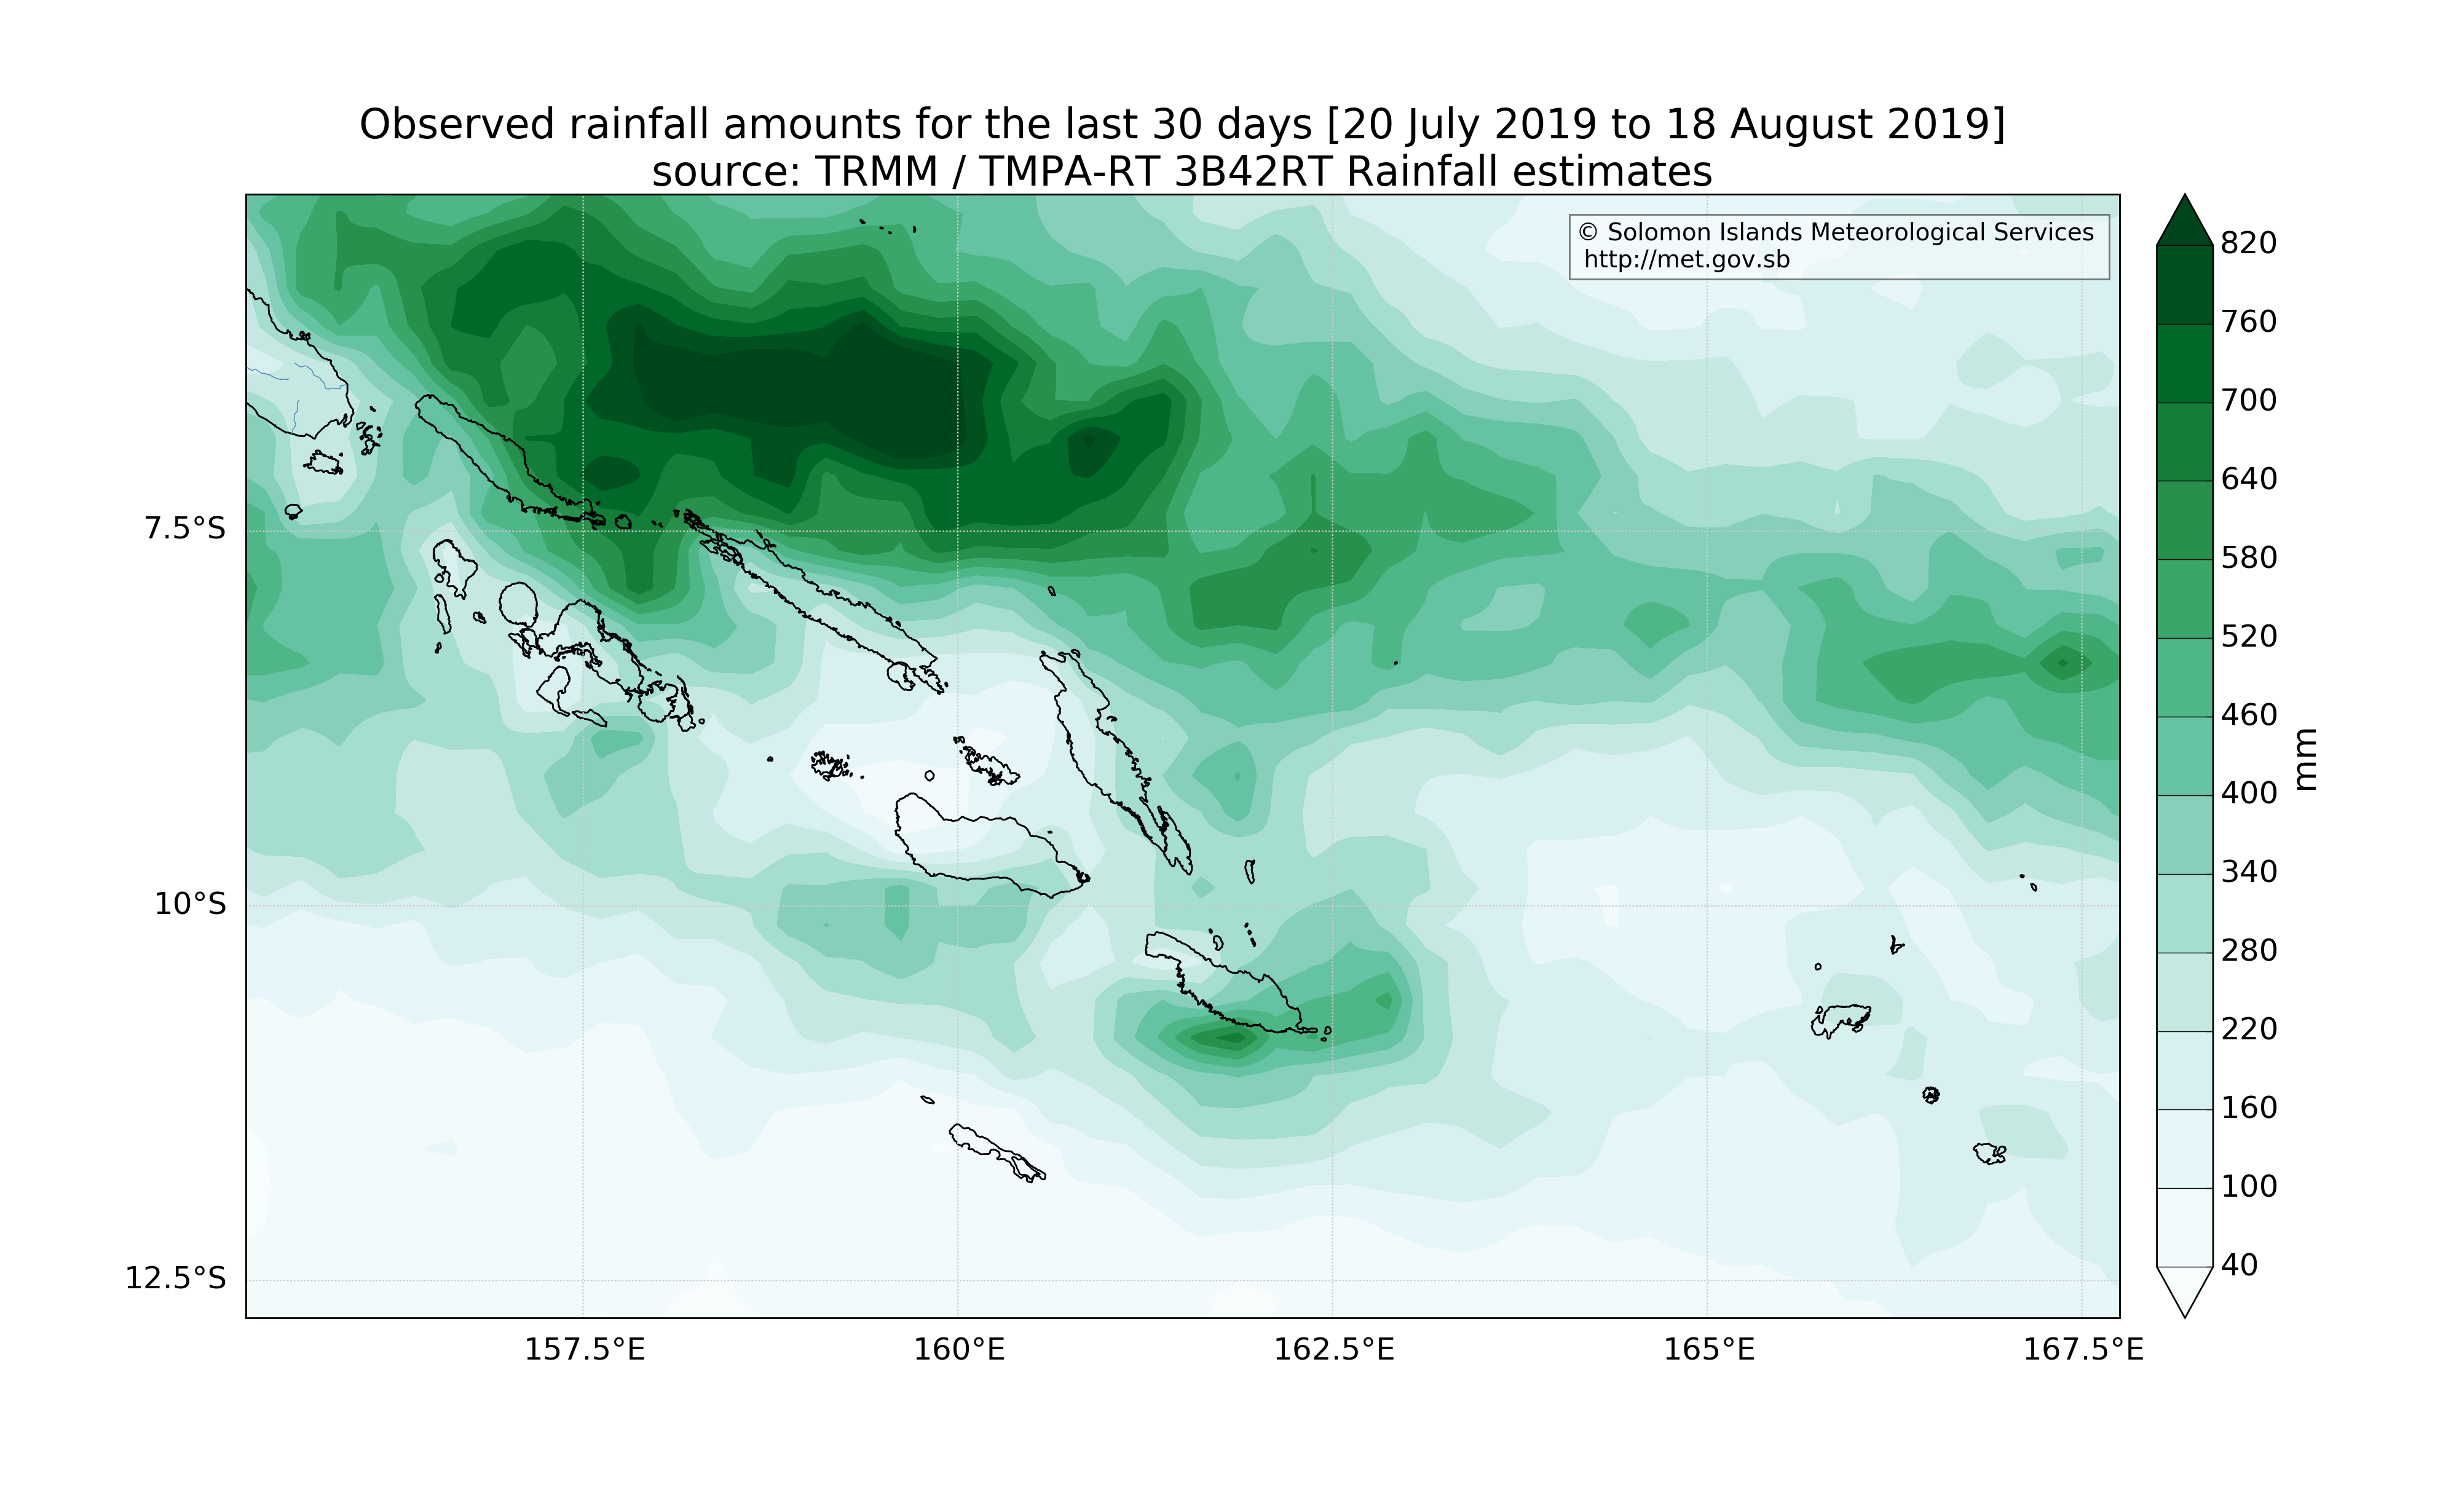 Observed rainfall amounts for the last 30 days [20 July 2019 to 18 August 2019]
source: TRMM / TMPA-RT 3B42RT Rainfall estimates
© Solomon Islands Meteorological Services
http://met.gov.sb
820
760
700
640
580
520
460
400
340
280
220
160
100
40
mm
7.5°S
10°S
12.5°S
157.5°E
160°E
162.5°E
165°E
167.5°E